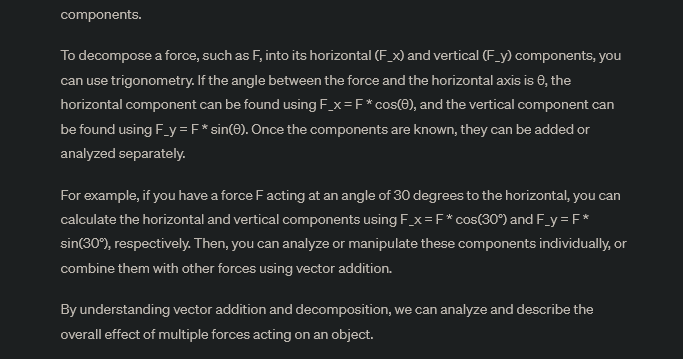 components.
To decompose a force, such as F, into its horizontal (F_x) and vertical (F_y) components, you
can use trigonometry. If the angle between the force and the horizontal axis is θ, the
horizontal component can be found using F_x = F * cos(θ), and the vertical component can
be found using F_y = F * sin(θ). Once the components are known, they can be added or
analyzed separately.
For example, if you have a force F acting at an angle of 30 degrees to the horizontal, you can
calculate the horizontal and vertical components using F_x = F * cos(30°) and F_y = F *
sin(30°), respectively. Then, you can analyze or manipulate these components individually, or
combine them with other forces using vector addition.
By understanding vector addition and decomposition, we can analyze and describe the
overall effect of multiple forces acting on an object.